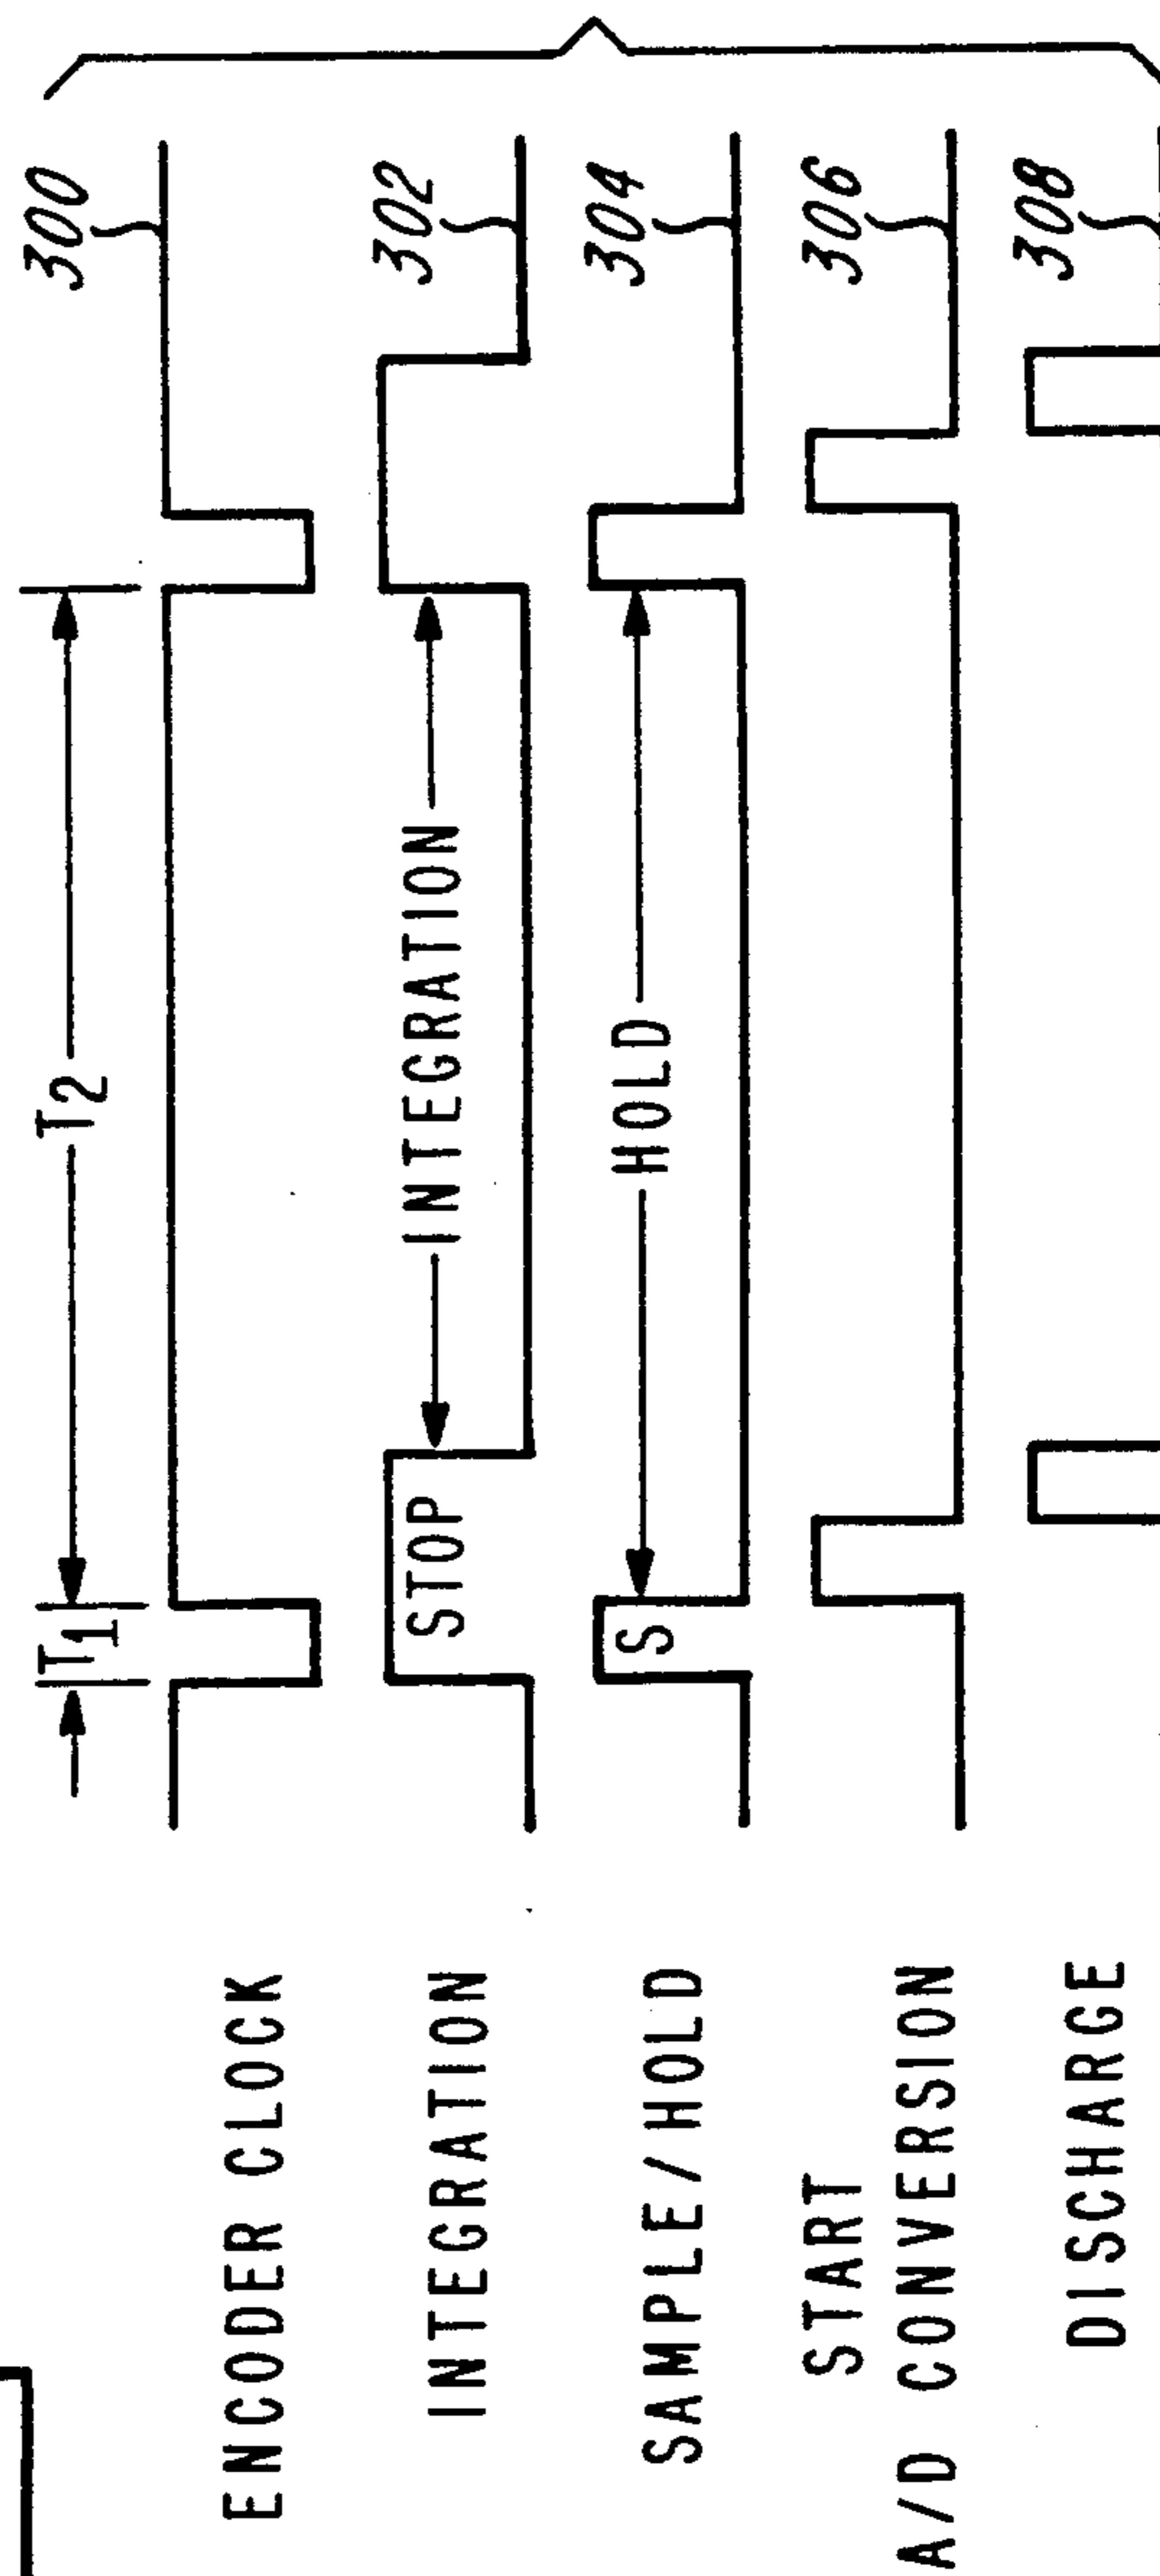 T1 T2 300
ENCODER CLOCK
STOP INTEGRATION 302
INTEGRATION
S HOLD 304
SAMPLE/HOLD
306
START
A/D CONVERSION
308
DISCHARGE